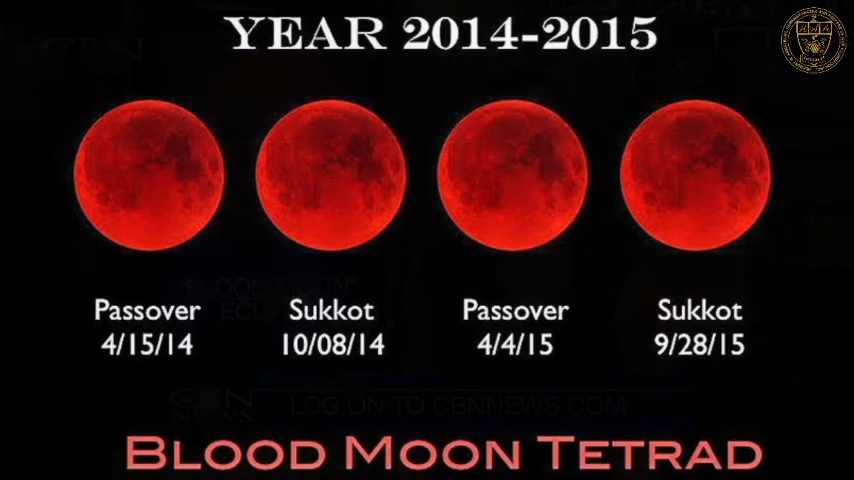 YEAR 2014-2015
Passover Sukkot Passover Sukkot
4/15/14 10/08/14 4/4/15 9/28/15
LOG ON TO CBNNEWS.COM
BLOOD MOON TETRAD